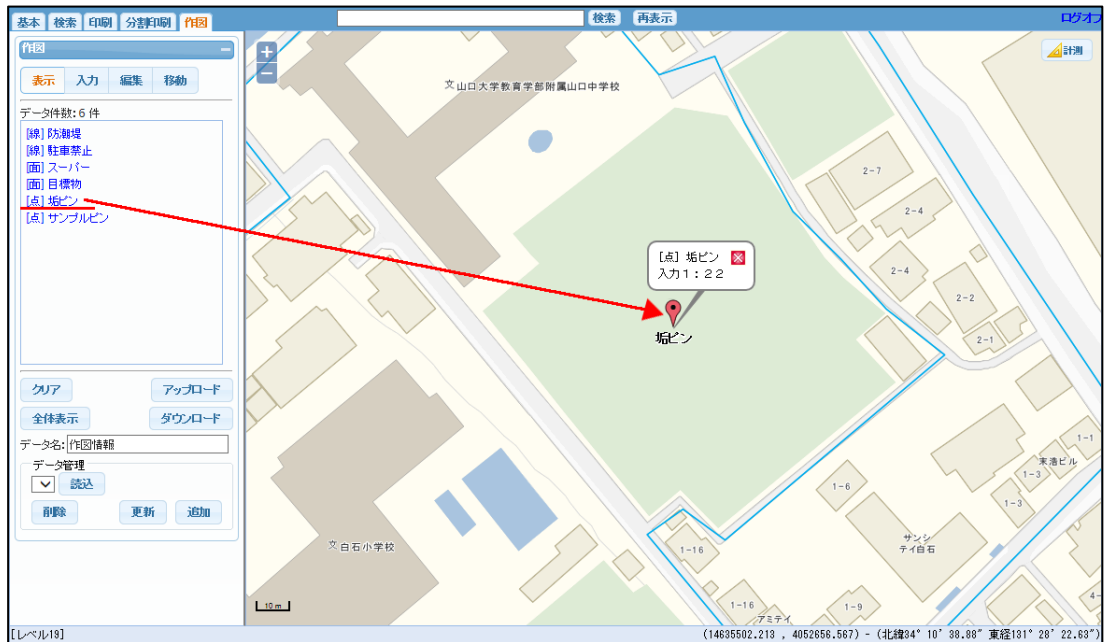 基本 検索 印刷 分割印刷 作図
検索 再表示
ログオフ
作図
表示 入力 編集 移動
データ件数:6 件
[線] 防潮堤
[線] 駐車禁止
[面] スーパー
[面] 目標物
[点] 垢ピン
[点] サンプルピン
クリア アップロード
全体表示 ダウンロード
データ名: 作図情報
データ管理
読込
削除 更新 追加
計測
文山口大学教育学部附属山口中学校
2-7
2-4
[点] 垢ピン
入力1:22
2-4
2-2
垢ピン
2-1
1-1
末浩ビル
1-3
1-6
1-3
サンシ
テイ白石
文白石小学校
1-16
4-
10 m
1-16
1-9
アミティ
[レベル19]
(14635502.213 , 4052656.567) - (北緯34° 10' 38.88" 東経131° 28' 22.63")